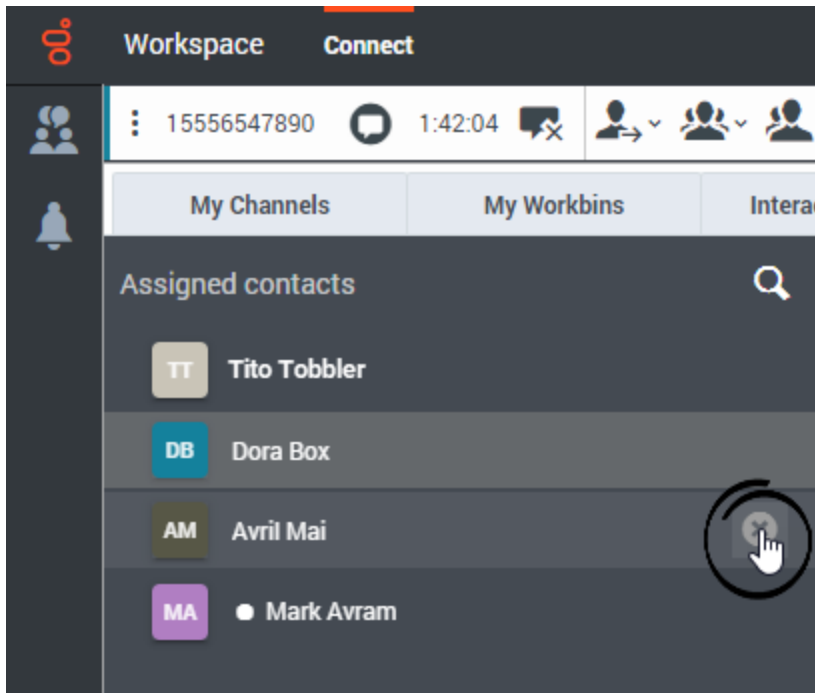 Workspace Connect
15556547890 1:42:04
My Channels My Workbins Intera
Assigned contacts
TT Tito Tobbler
DB Dora Box
AM Avril Mai
MA Mark Avram